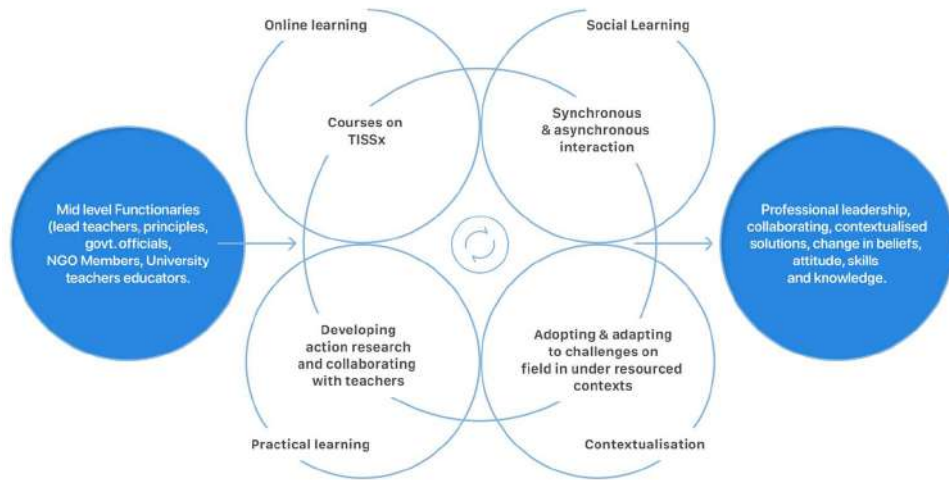 Online learning
Social Learning
Courses on
TISSx
Synchronous
& asynchronous
interaction
Mid level Functionaries
(lead teachers, principles,
govt. officials,
NGO Members, University
teachers educators.
Professional leadership,
collaborating, contextualised
solutions, change in beliefs,
attitude, skills
and knowledge.
Developing
action research
and collaborating
with teachers
Adopting & adapting
to challenges on
field in under resourced
contexts
Practical learning
Contextualisation